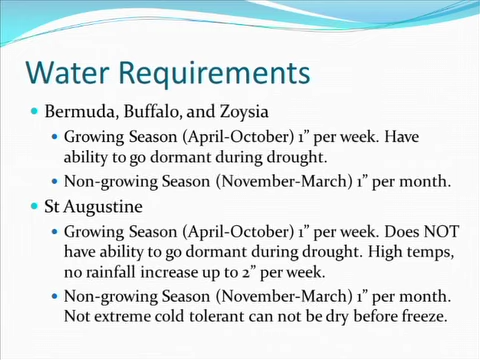 Water Requirements
Bermuda, Buffalo, and Zoysia
Growing Season (April-October) 1” per week. Have
ability to go dormant during drought.
Non-growing Season (November-March) 1” per month.
St Augustine
Growing Season (April-October) 1” per week. Does NOT
have ability to go dormant during drought. High temps,
no rainfall increase up to 2” per week.
Non-growing Season (November-March) 1” per month.
Not extreme cold tolerant can not be dry before freeze.